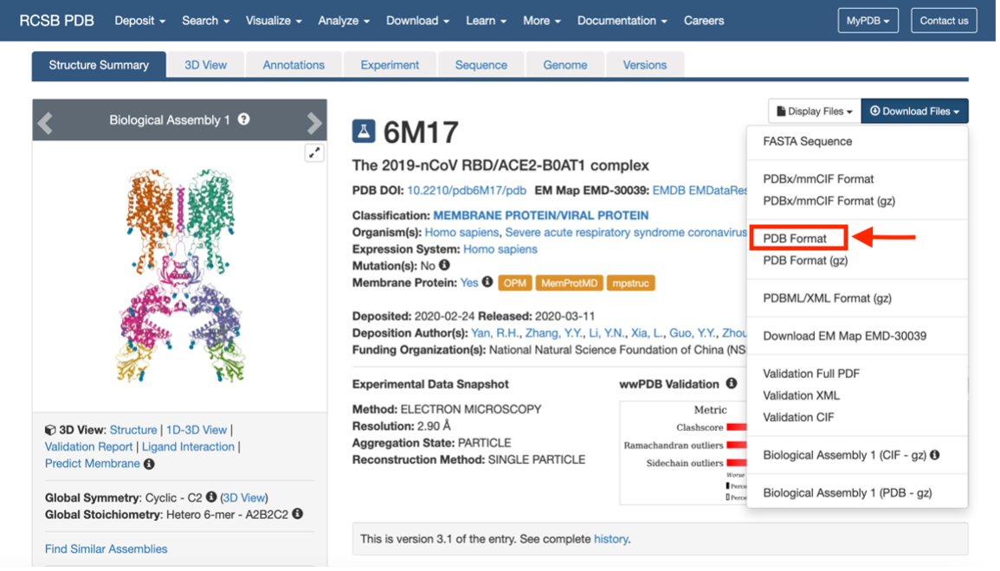 RCSB PDB Deposit Search Visualize Analyze Download Learn More Documentation Careers MyPDB Contact us
Structure Summary 3D View Annotations Experiment Sequence Genome Versions
Biological Assembly 1 ?
Display Files Download Files
6M17
The 2019-nCoV RBD/ACE2-B0AT1 complex
PDB DOI: 10.2210/pdb6M17/pdb EM Map EMD-30039: EMDB EMDataRes
Classification: MEMBRANE PROTEIN/VIRAL PROTEIN
Organism(s): Homo sapiens, Severe acute respiratory syndrome coronavirus
Expression System: Homo sapiens
Mutation(s): No
Membrane Protein: Yes OPM MemProtMD mpstruc
Deposited: 2020-02-24 Released: 2020-03-11
Deposition Author(s): Yan, R.H., Zhang, Y.Y., Li, Y.N., Xia, L., Guo, Y.Y., Zhou
Funding Organization(s): National Natural Science Foundation of China (NS
Experimental Data Snapshot
Method: ELECTRON MICROSCOPY
Resolution: 2.90 Å
Aggregation State: PARTICLE
Reconstruction Method: SINGLE PARTICLE
wwPDB Validation
Metric
Clashscore
Ramachandran outliers
Sidechain outliers
Worse
Perce
Perce
FASTA Sequence
PDBx/mmCIF Format
PDBx/mmCIF Format (gz)
PDB Format
PDB Format (gz)
PDBML/XML Format (gz)
Download EM Map EMD-30039
Validation Full PDF
Validation XML
Validation CIF
Biological Assembly 1 (CIF - gz)
Biological Assembly 1 (PDB - gz)
3D View: Structure | 1D-3D View |
Validation Report | Ligand Interaction |
Predict Membrane
Global Symmetry: Cyclic - C2 (3D View)
Global Stoichiometry: Hetero 6-mer - A2B2C2
Find Similar Assemblies
This is version 3.1 of the entry. See complete history.